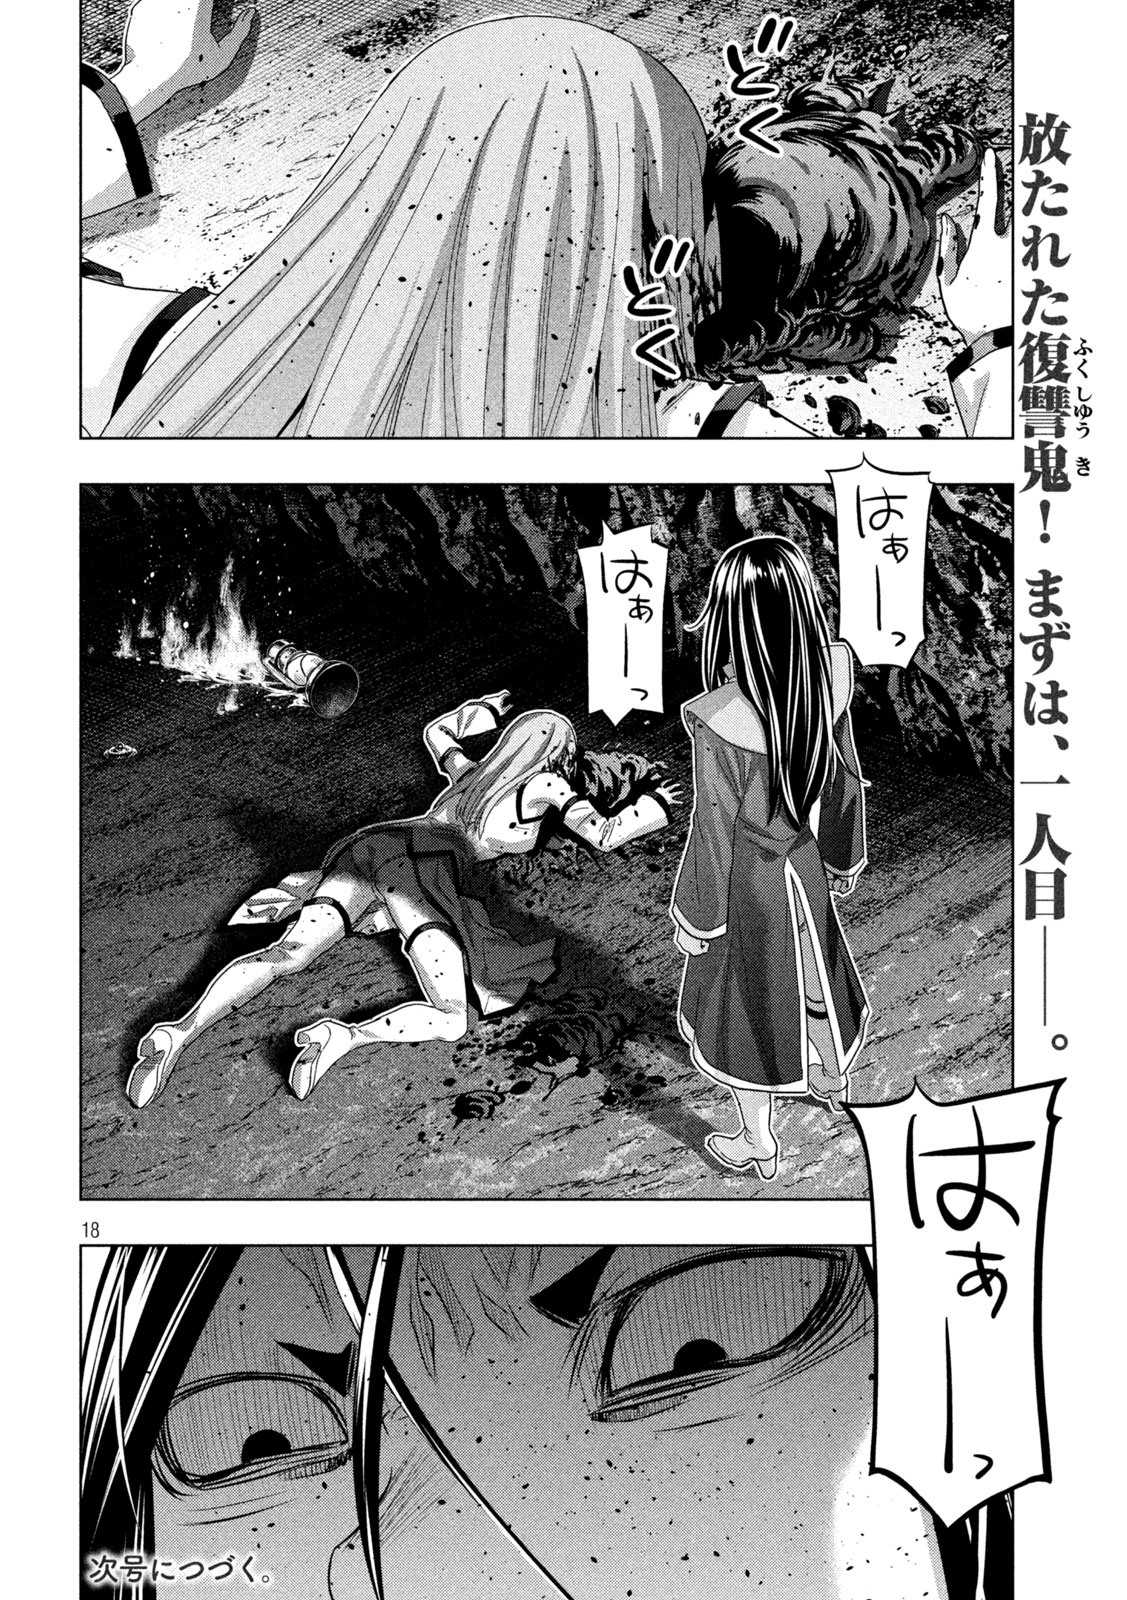 放たれた復讐鬼！まずは、一人目――。
ふくしゅうき
どく
どく
はぁーっ
はぁーっ
はぁーっ
18
次号につづく。